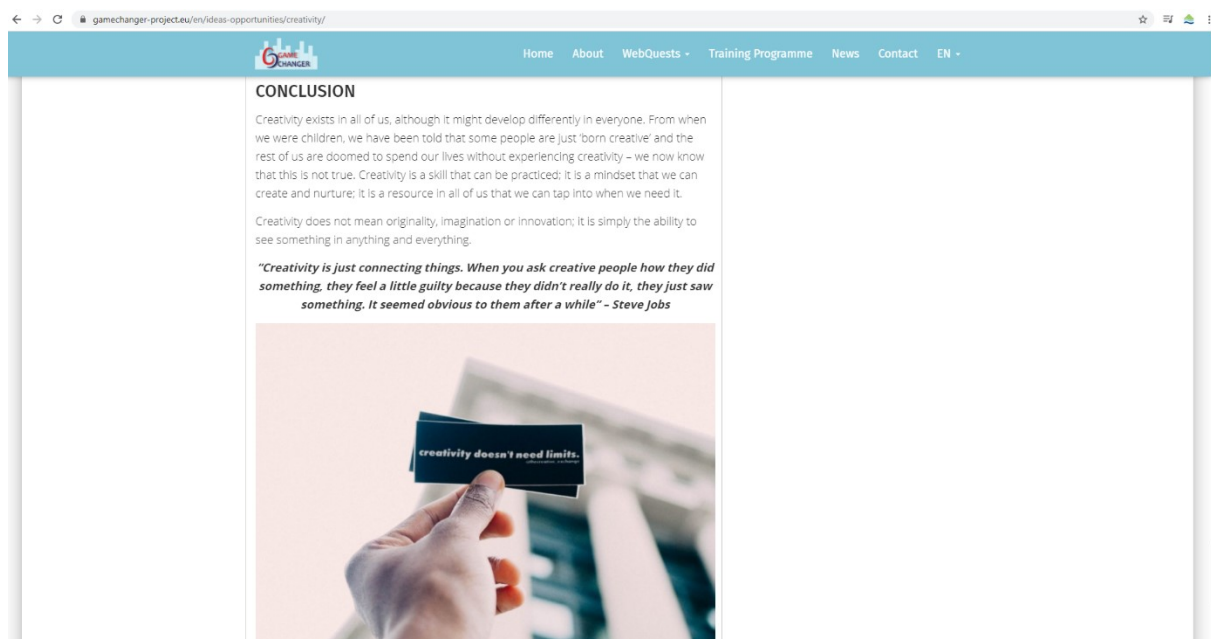 gamechanger-project.eu/en/ideas-opportunities/creativity/
GAME
CHANGER
Home About WebQuests Training Programme News Contact EN
CONCLUSION
Creativity exists in all of us, although it might develop differently in everyone. From when
we were children, we have been told that some people are just ‘born creative’ and the
rest of us are doomed to spend our lives without experiencing creativity – we now know
that this is not true. Creativity is a skill that can be practiced; it is a mindset that we can
create and nurture; it is a resource in all of us that we can tap into when we need it.
Creativity does not mean originality, imagination or innovation; it is simply the ability to
see something in anything and everything.
“Creativity is just connecting things. When you ask creative people how they did
something, they feel a little guilty because they didn’t really do it, they just saw
something. It seemed obvious to them after a while” – Steve Jobs
creativity doesn't need limits.